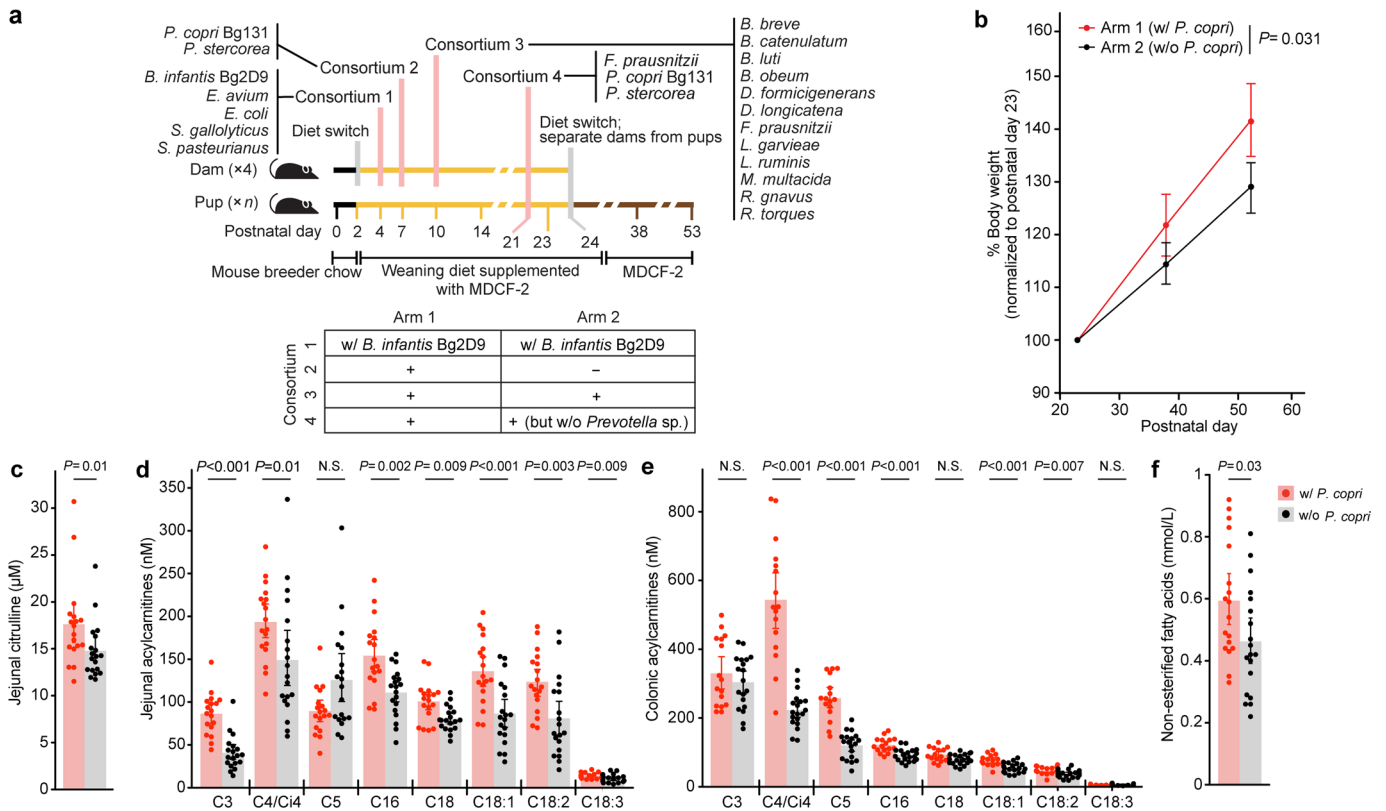 a
P. copri Bg131
P. stercorea
B. infantis Bg2D9
E. avium
E. coli
S. gallolyticus
S. pasteurianus
Consortium 3
Consortium 2
Consortium 4
Consortium 1
F. prausnitzii
P. copri Bg131
P. stercorea
B. breve
B. catenulatum
B. luti
B. obeum
D. formicigenerans
D. longicatena
F. prausnitzii
L. garvieae
L. ruminis
M. multacida
R. gnavus
R. torques
Diet switch
Diet switch;
separate dams from pups
Dam (×4)
Pup (×n)
Postnatal day
0 2 4 7 10 14 21 23 24 38 53
Mouse breeder chow
Weaning diet supplemented
with MDCF-2
MDCF-2
Arm 1 Arm 2
Consortium
1 w/ B. infantis Bg2D9 w/ B. infantis Bg2D9
2 + –
3 + +
4 + + (but w/o Prevotella sp.)
b
Arm 1 (w/ P. copri)
Arm 2 (w/o P. copri)
P= 0.031
% Body weight
(normalized to postnatal day 23)
160
150
140
130
120
110
100
90
20 30 40 50 60
Postnatal day
c
P= 0.01
Jejunal citrulline (µM)
30
25
20
15
10
5
0
d
P<0.001 P=0.01 N.S. P= 0.002 P= 0.009 P<0.001 P= 0.003 P=0.009
Jejunal acylcarnitines (nM)
350
300
250
200
150
100
50
0
C3 C4/Ci4 C5 C16 C18 C18:1 C18:2 C18:3
e
N.S. P<0.001 P<0.001 P<0.001 N.S. P<0.001 P=0.007 N.S.
Colonic acylcarnitines (nM)
800
600
400
200
0
C3 C4/Ci4 C5 C16 C18 C18:1 C18:2 C18:3
f
P=0.03
Non-esterified fatty acids (mmol/L)
1
0.8
0.6
0.4
0.2
0
w/ P. copri
w/o P. copri